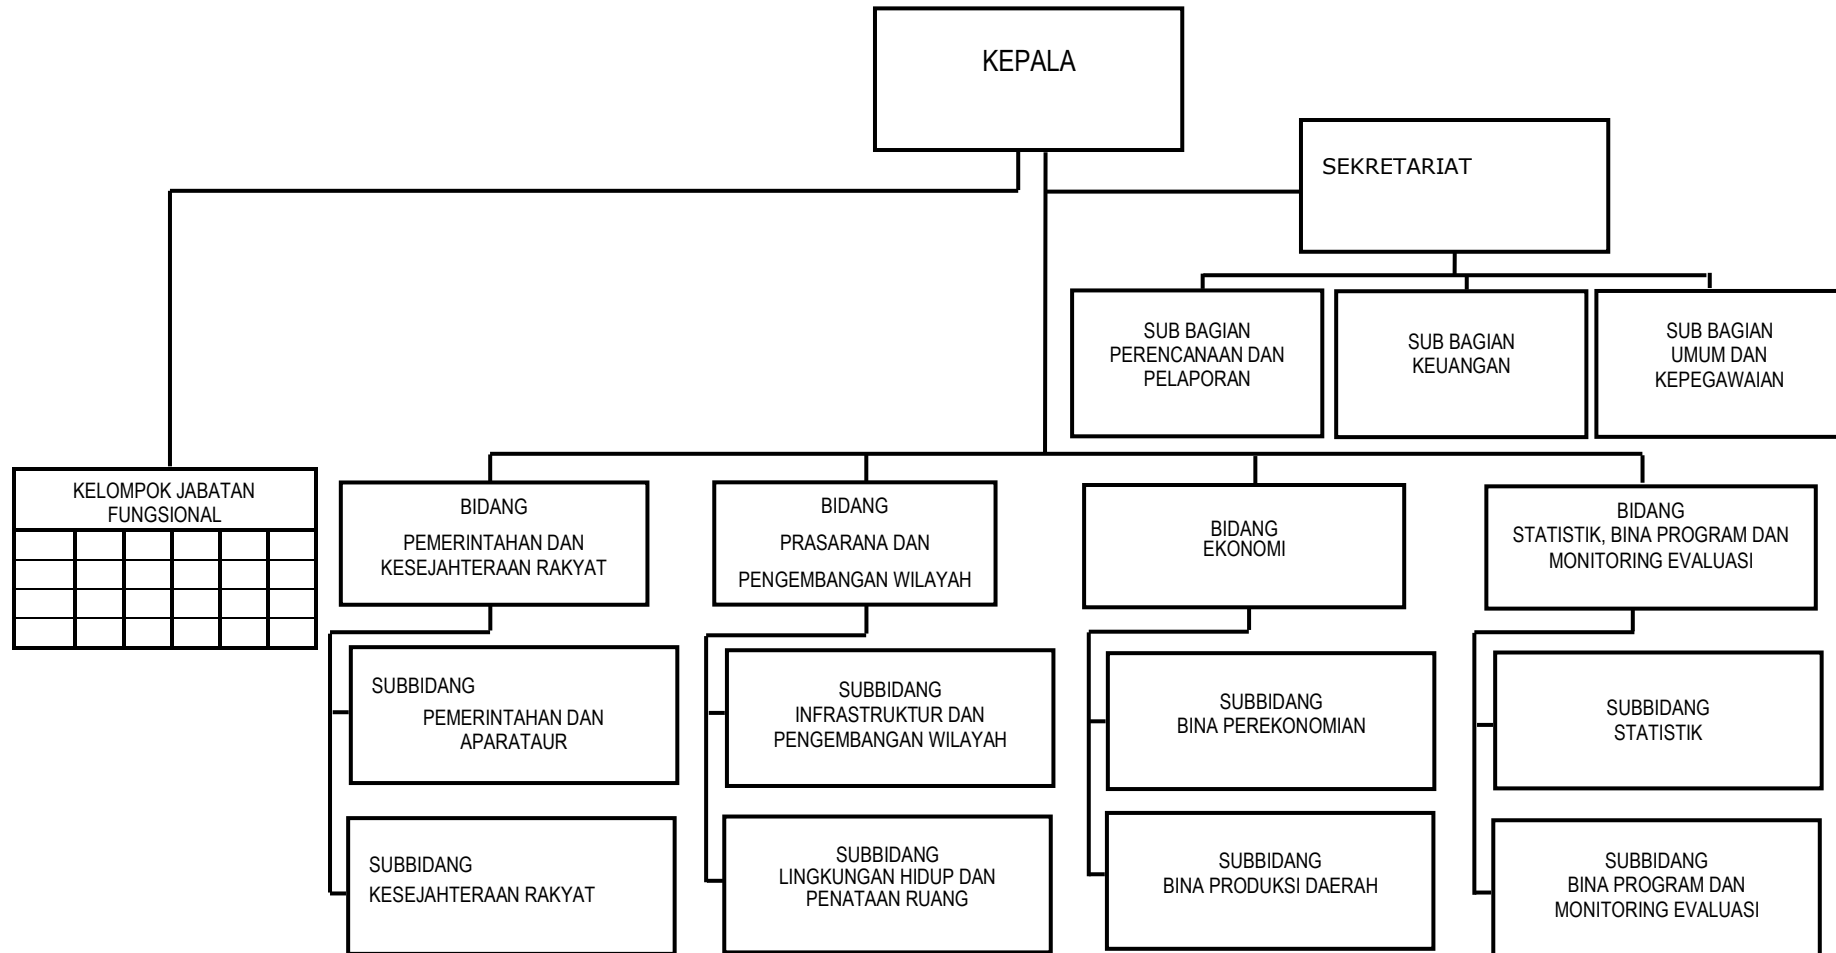 KEPALA
SEKRETARIAT
SUB BAGIAN
PERENCANAAN DAN
PELAPORAN
SUB BAGIAN
KEUANGAN
SUB BAGIAN
UMUM DAN
KEPEGAWAIAN
KELOMPOK JABATAN
FUNGSIONAL
BIDANG
PEMERINTAHAN DAN
KESEJAHTERAAN RAKYAT
BIDANG
PRASARANA DAN
PENGEMBANGAN WILAYAH
BIDANG
EKONOMI
BIDANG
STATISTIK, BINA PROGRAM DAN
MONITORING EVALUASI
SUBBIDANG
PEMERINTAHAN DAN
APARATAUR
SUBBIDANG
INFRASTRUKTUR DAN
PENGEMBANGAN WILAYAH
SUBBIDANG
BINA PEREKONOMIAN
SUBBIDANG
STATISTIK
SUBBIDANG
KESEJAHTERAAN RAKYAT
SUBBIDANG
LINGKUNGAN HIDUP DAN
PENATAAN RUANG
SUBBIDANG
BINA PRODUKSI DAERAH
SUBBIDANG
BINA PROGRAM DAN
MONITORING EVALUASI